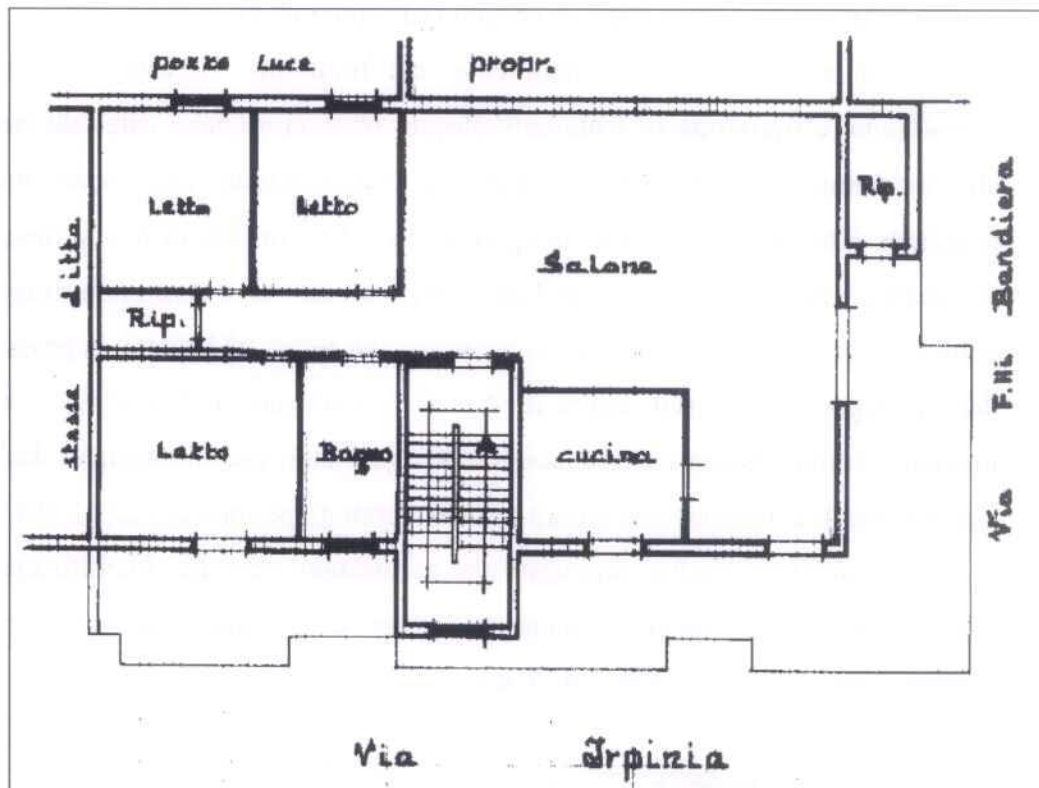 pozzo Luce
propr.
Letto
Letto
Rip.
Salone
Rip.
Letto
Bagno
cucina
stessa ditta
Via F.lli Bandiera
Via Irpinia